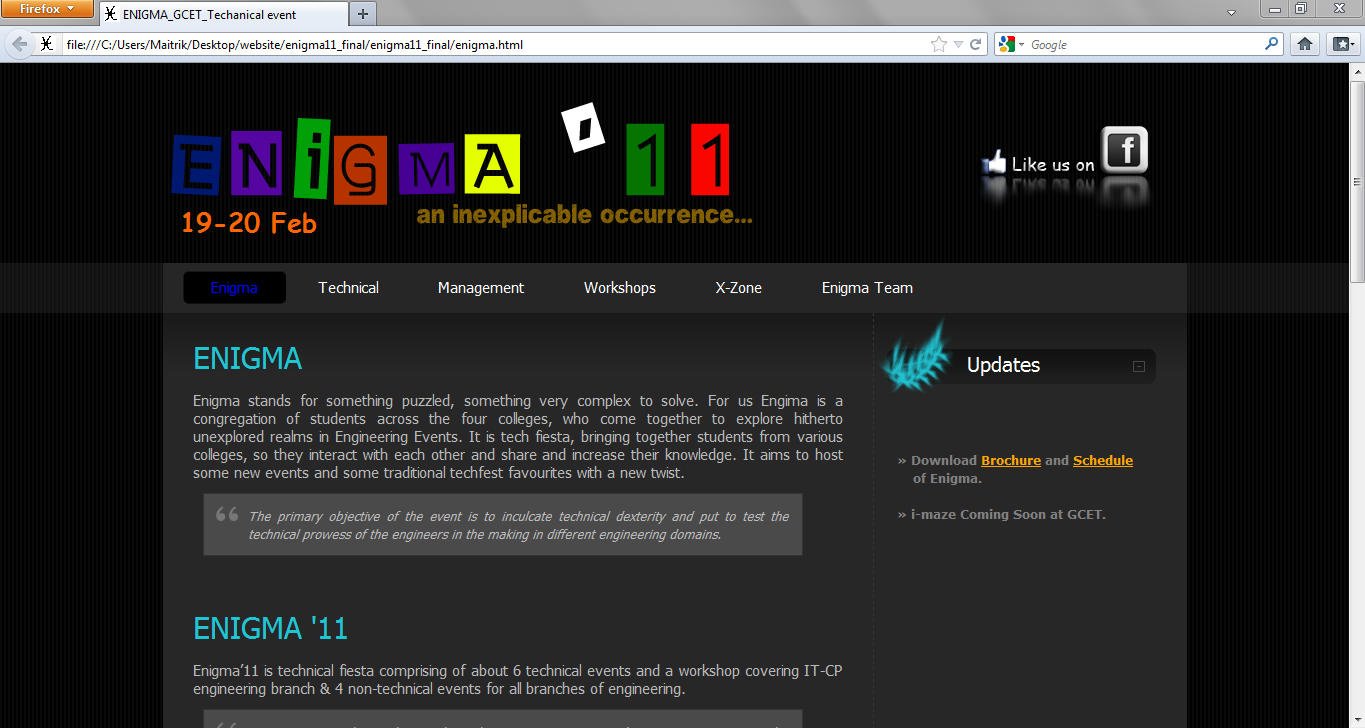 Firefox
ENIGMA_GCET_Techanical event
file:///C:/Users/Maitrik/Desktop/website/enigma11_final/enigma11_final/enigma.html
Google
ENiGMA '11
19-20 Feb
an inexplicable occurrence...
Like us on f
Enigma Technical Management Workshops X-Zone Enigma Team
ENIGMA
Enigma stands for something puzzled, something very complex to solve. For us Engima is a
congregation of students across the four colleges, who come together to explore hitherto
unexplored realms in Engineering Events. It is tech fiesta, bringing together students from various
colleges, so they interact with each other and share and increase their knowledge. It aims to host
some new events and some traditional techfest favourites with a new twist.
“ The primary objective of the event is to inculcate technical dexterity and put to test the
technical prowess of the engineers in the making in different engineering domains.
ENIGMA '11
Enigma’11 is technical fiesta comprising of about 6 technical events and a workshop covering IT-CP
engineering branch & 4 non-technical events for all branches of engineering.
Updates
» Download Brochure and Schedule
of Enigma.
» i-maze Coming Soon at GCET.